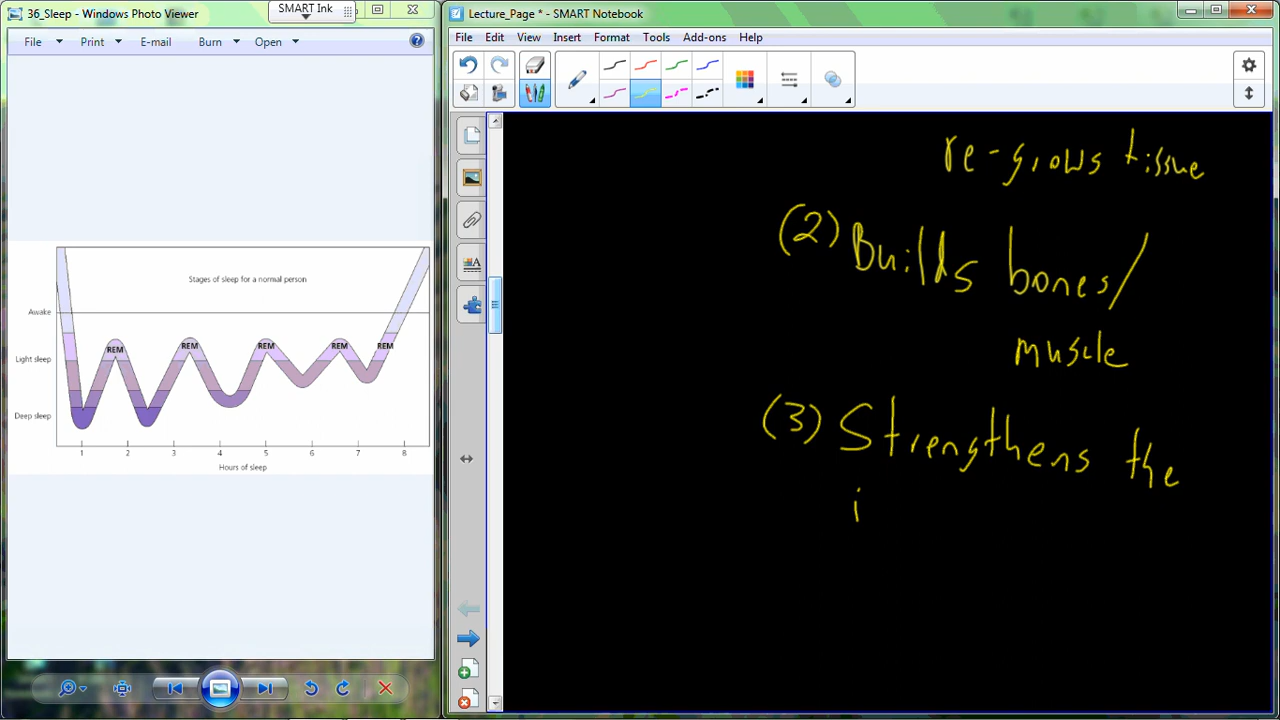 36_Sleep - Windows Photo Viewer
SMART Ink
File Print E-mail Burn Open
Stages of sleep for a normal person
Awake
REM REM REM REM REM
Light sleep
Deep sleep
1 2 3 4 5 6 7 8
Hours of sleep
Lecture_Page * - SMART Notebook
File Edit View Insert Format Tools Add-ons Help
re-grows tissue
(2) Builds bones/
muscle
(3) Strengthens the
i